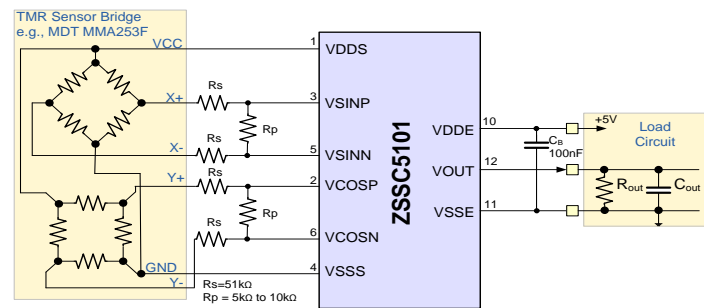 TMR Sensor Bridge
e.g., MDT MMA253F
VCC
1
VDDS
X+
Rs
3
VSINP
Rp
X-
Rs
5
VSINN
Y+
Rs
2
VCOSP
Rp
Rs
6
VCOSN
GND
4
VSSS
Y-
Rs=51kΩ
Rp = 5kΩ to 10kΩ
ZSSC5101
VDDE
10
VOUT
12
VSSE
11
CB
100nF
+5V
Load
Circuit
Rout
Cout